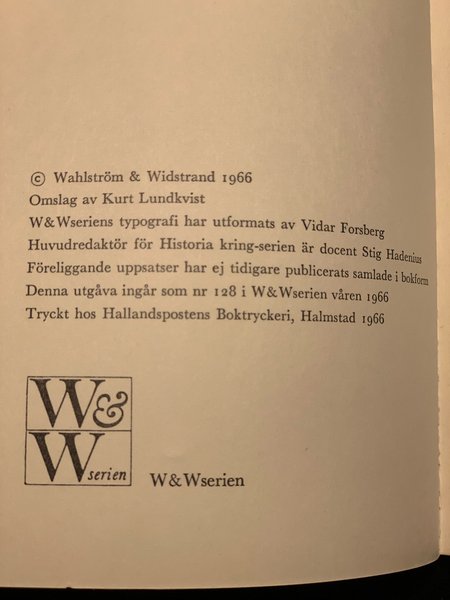 © Wahlström & Widstrand 1966
Omslag av Kurt Lundkvist
W&Wseriens typografi har utformats av Vidar Forsberg
Huvudredaktör för Historia kring-serien är docent Stig Hadenius
Föreliggande uppsatser har ej tidigare publicerats samlade i bokform
Denna utgåva ingår som nr 128 i W&Wserien våren 1966
Tryckt hos Hallandspostens Boktryckeri, Halmstad 1966
W&
W serien
W&Wserien